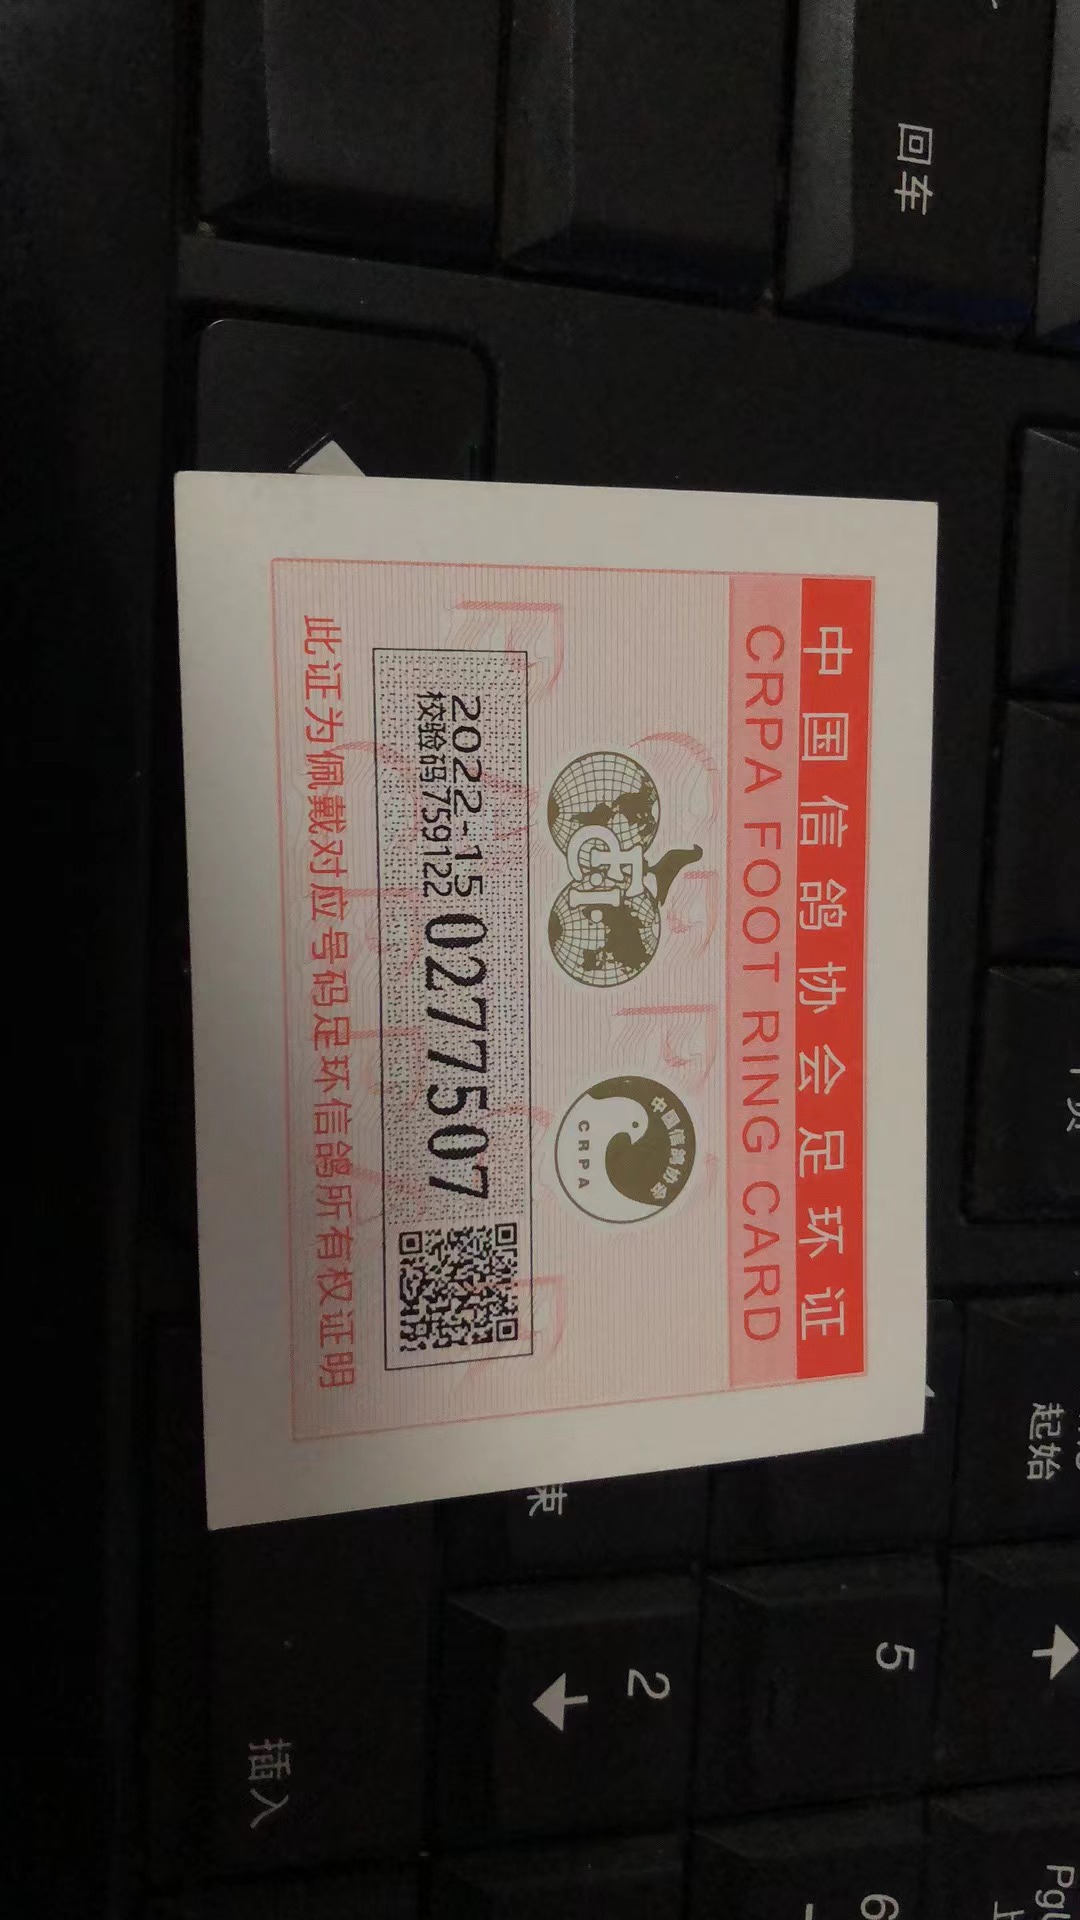 中国信鸽协会足环证
CRPA FOOT RING CARD
FCI
中国信鸽协会
CRPA
2022-15 0277507
校验码759122
此证为佩戴对应号码足环信鸽所有权证明
回车
起始
束
2
5
6
插入